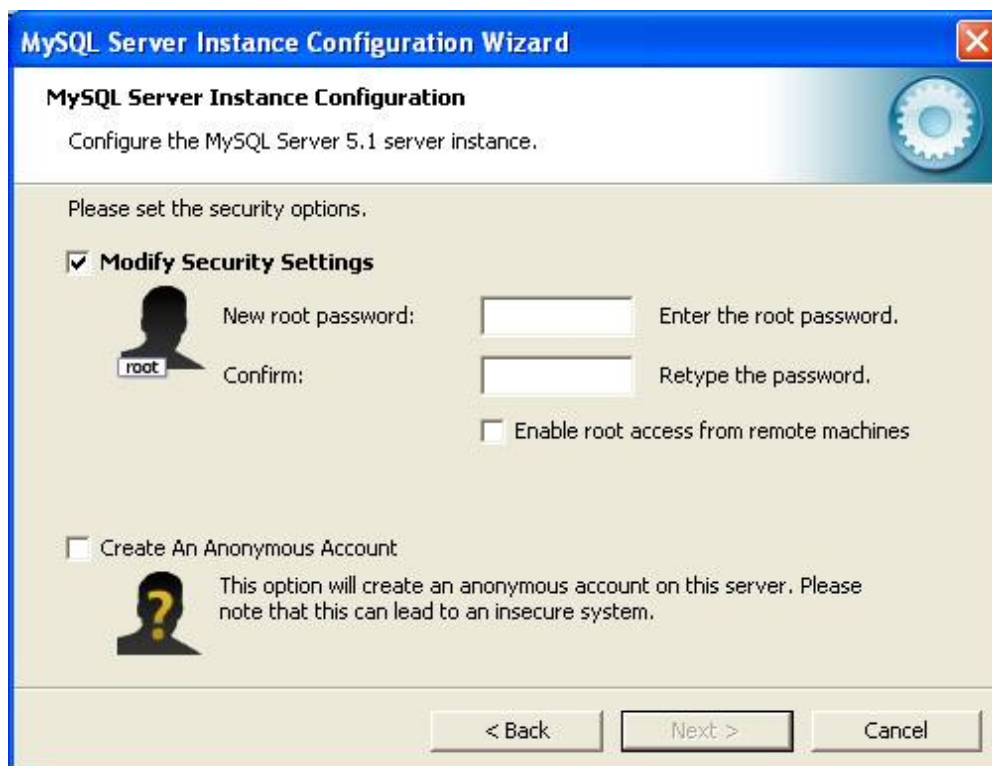 MySQL Server Instance Configuration Wizard
MySQL Server Instance Configuration
Configure the MySQL Server 5.1 server instance.
Please set the security options.
Modify Security Settings
root
New root password:
Enter the root password.
Confirm:
Retype the password.
Enable root access from remote machines
Create An Anonymous Account
?
This option will create an anonymous account on this server. Please
note that this can lead to an insecure system.
< Back
Next >
Cancel